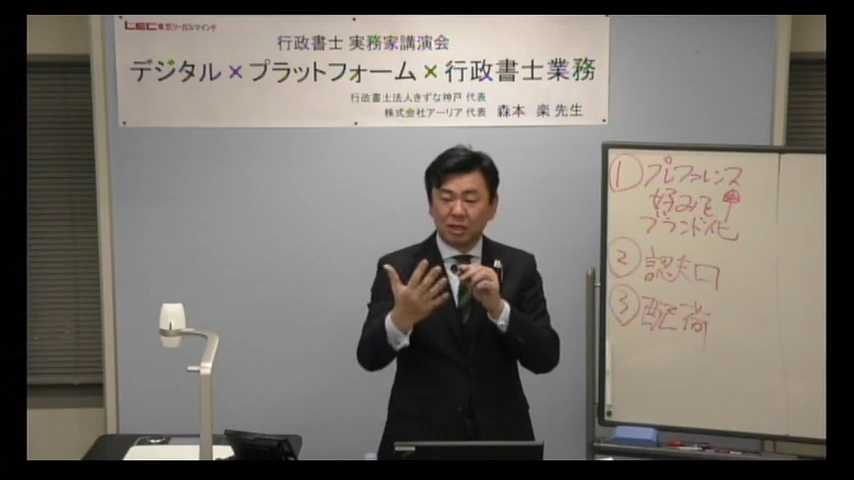 LEC東京リーガルマインド
行政書士 実務家講演会
デジタル×プラットフォーム×行政書士業務
行政書士法人きずな神戸 代表
株式会社アーリア 代表 森本 楽 先生
① プレファレンス
好みを
ブランド化
② 認知
③ 配荷